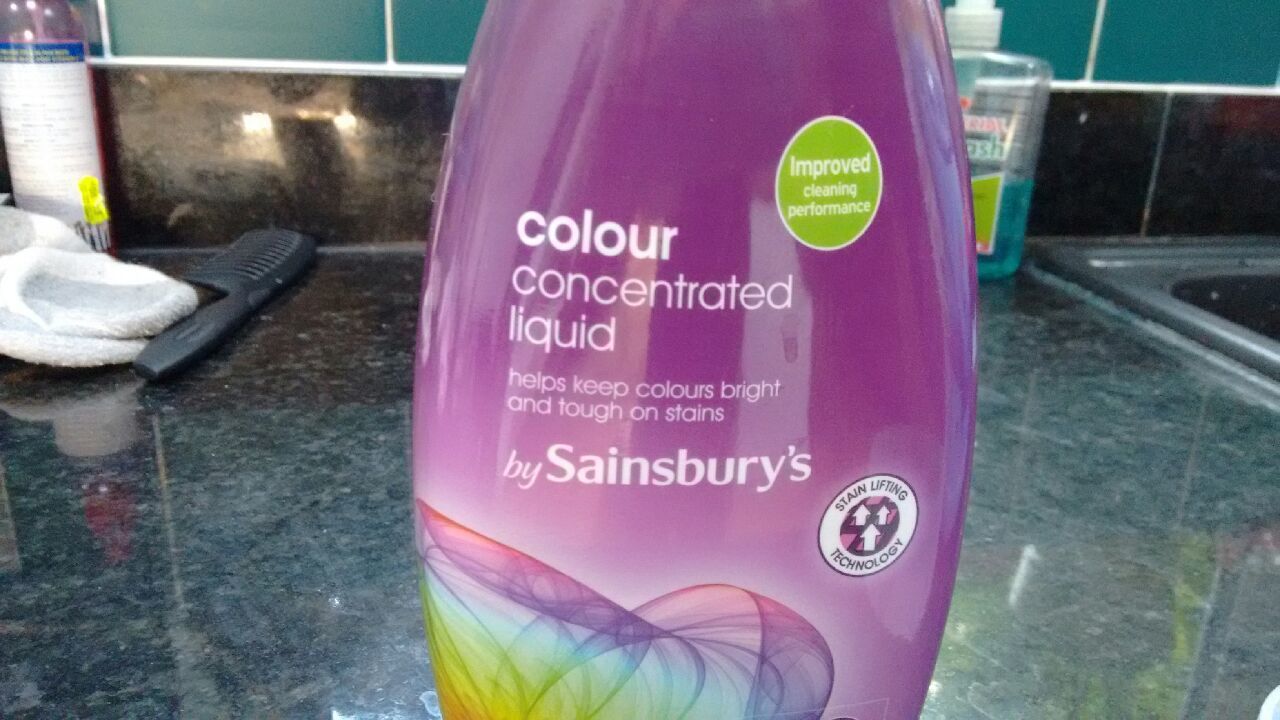 Improved
cleaning
performance
colour
concentrated
liquid
helps keep colours bright
and tough on stains
by Sainsbury's
STAIN LIFTING
TECHNOLOGY